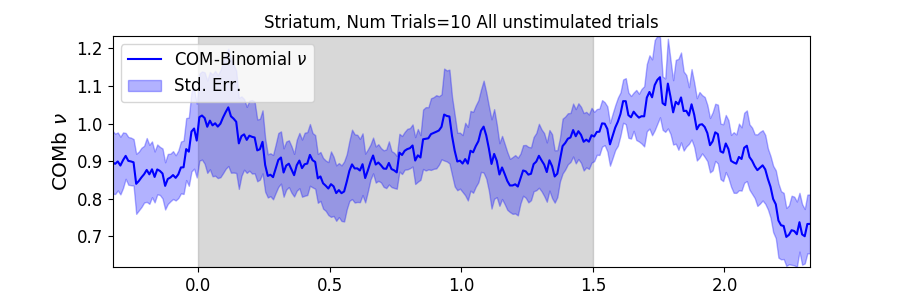 Striatum, Num Trials=10 All unstimulated trials
COM-Binomial ν
Std. Err.
COMb ν
1.2
1.1
1.0
0.9
0.8
0.7
0.0 0.5 1.0 1.5 2.0